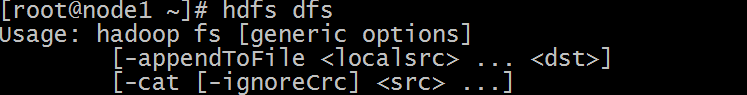 [root@node1 ~]# hdfs dfs
Usage: hadoop fs [generic options]
[-appendToFile <localsrc> ... <dst>]
[-cat [-ignoreCrc] <src> ...]